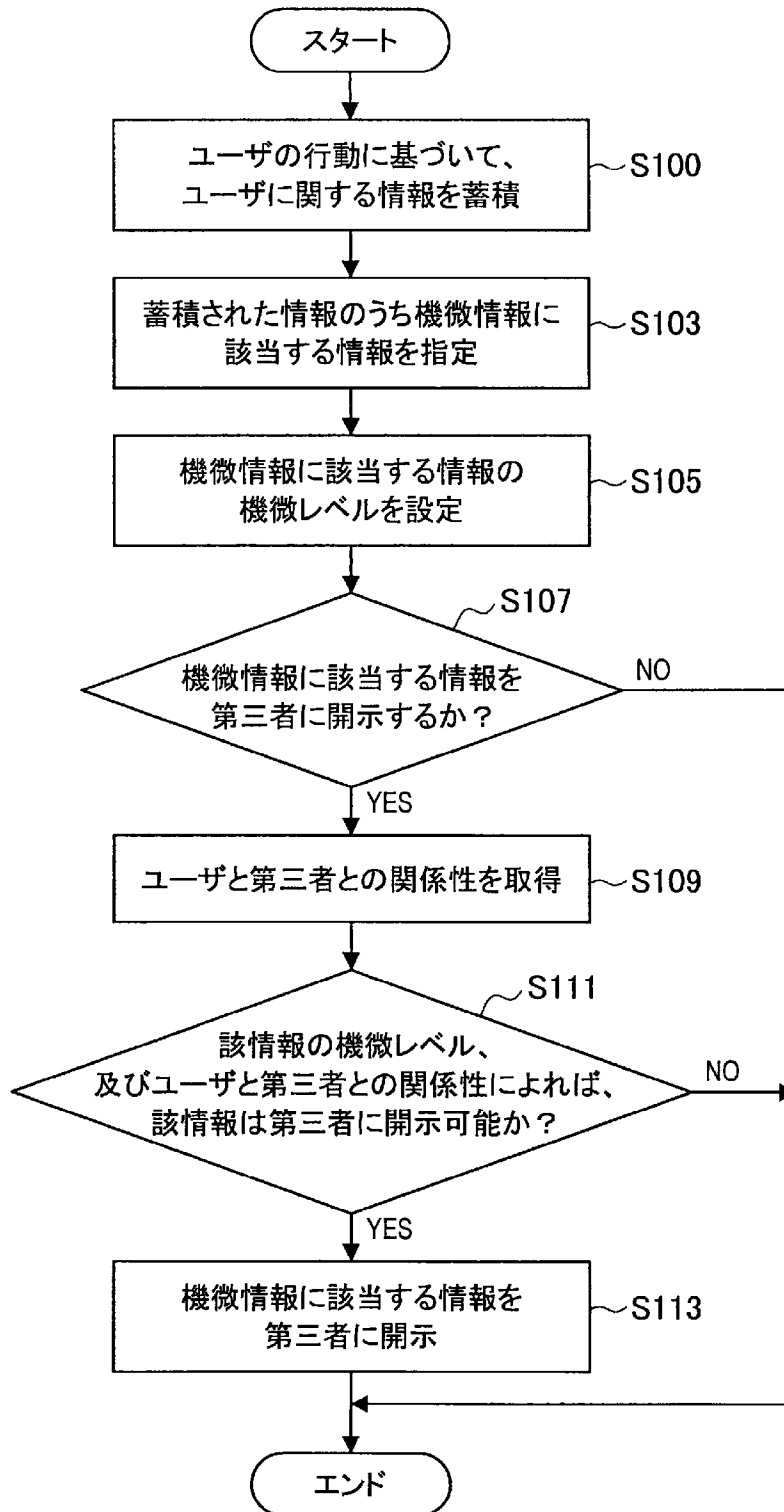 スタート
ユーザの行動に基づいて、
ユーザに関する情報を蓄積
S100
蓄積された情報のうち機微情報に
該当する情報を指定
S103
機微情報に該当する情報の
機微レベルを設定
S105
S107
機微情報に該当する情報を
第三者に開示するか？
NO
YES
ユーザと第三者との関係性を取得
S109
S111
該情報の機微レベル、
及びユーザと第三者との関係性によれば、
該情報は第三者に開示可能か？
NO
YES
機微情報に該当する情報を
第三者に開示
S113
エンド